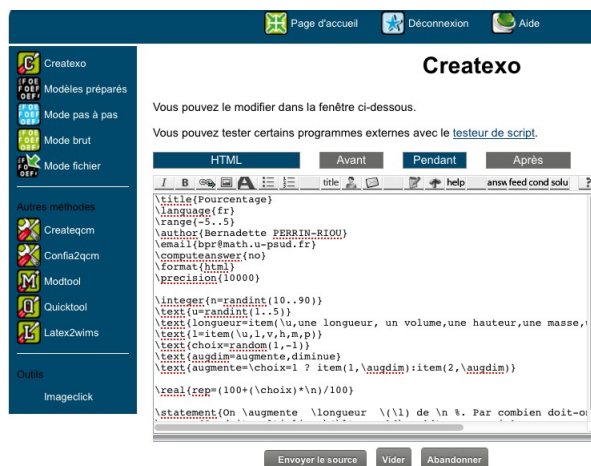 Page d'accueil Déconnexion Aide
Createxo
Modèles préparés
Mode pas à pas
Mode brut
Mode fichier
Autres méthodes
Createqcm
Confia2qcm
Modtool
Quicktool
Latex2wims
Outils
Imageclick
Createxo
Vous pouvez le modifier dans la fenêtre ci-dessous.
Vous pouvez tester certains programmes externes avec le testeur de script.
HTML Avant Pendant Après
I B A title help answ feed cond solu ?
\title{Pourcentage}
\language{fr}
\range{-5..5}
\author{Bernadette PERRIN-RIOU}
\email{bpr@math.u-psud.fr}
\computeanswer{no}
\format{html}
\precision{10000}
\integer{n=randint(10..90)}
\text{u=randint(1..5)}
\text{longueur=item(\u,une longueur, un volume,une hauteur,une masse,
\text{l=item(\u,l,v,h,m,p)}
\text{choix=random(1,-1)}
\text{augdim=augmente,diminue}
\text{augmente=\choix=1 ? item(1,\augdim):item(2,\augdim)}
\real{rep=(100+(\choix)*\n)/100}
\statement{On \augmente \longueur \(\l) de \n %. Par combien doit-on
Envoyer le source Vider Abandonner